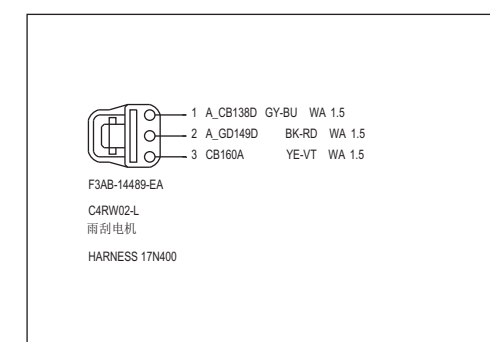 1 A_CB138D GY-BU WA 1.5
2 A_GD149D BK-RD WA 1.5
3 CB160A YE-VT WA 1.5
F3AB-14489-EA
C4RW02-L
雨刮电机
HARNESS 17N400